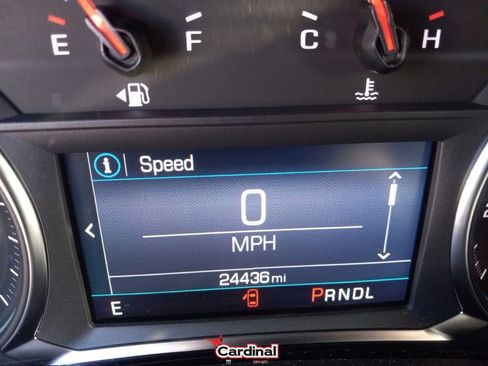 E F C H
Speed
0
MPH
24436 mi
E PRNDL
Cardinal